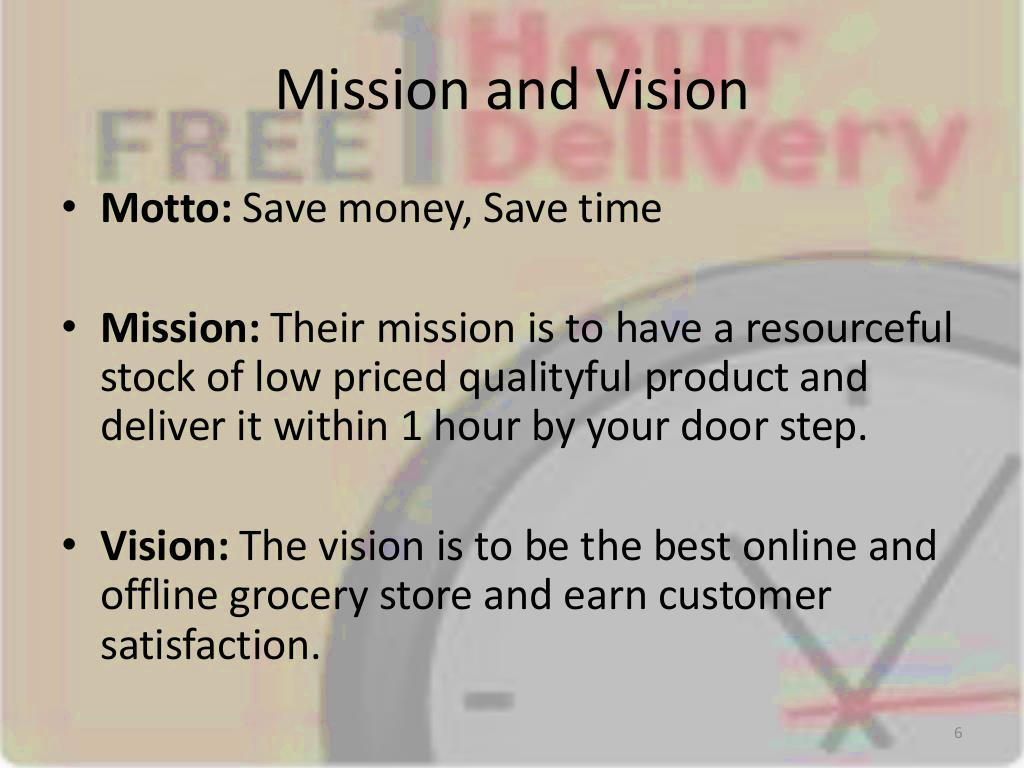 1 Hour
FREE Delivery
Mission and Vision
• Motto: Save money, Save time
• Mission: Their mission is to have a resourceful
stock of low priced qualityful product and
deliver it within 1 hour by your door step.
• Vision: The vision is to be the best online and
offline grocery store and earn customer
satisfaction.
6